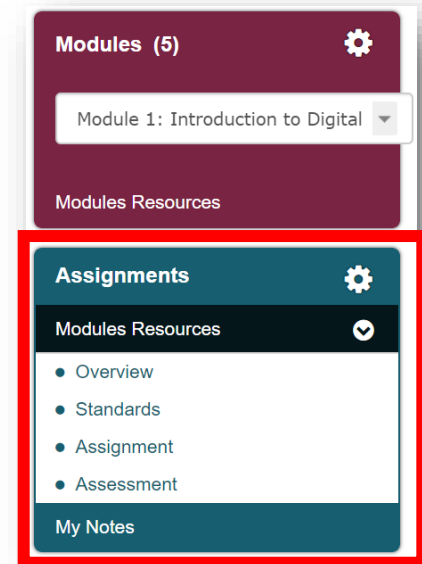 Modules (5)
Module 1: Introduction to Digital
Modules Resources
Assignments
Modules Resources
Overview
Standards
Assignment
Assessment
My Notes